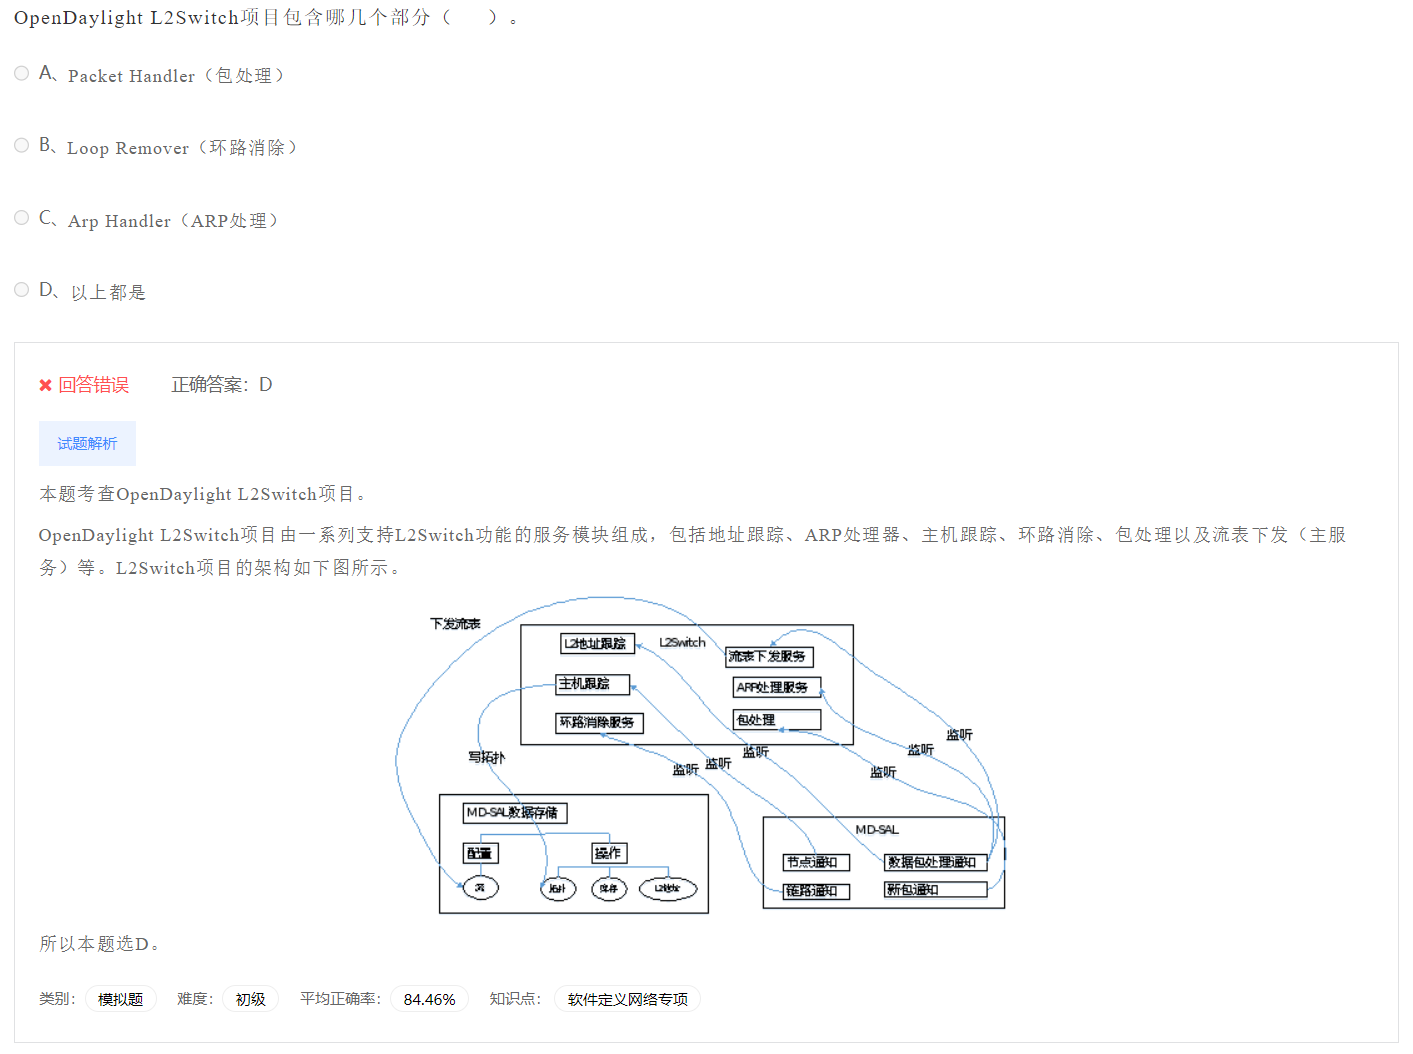 OpenDaylight L2Switch项目包含哪几个部分（　　）。
A、Packet Handler（包处理）
B、Loop Remover（环路消除）
C、Arp Handler（ARP处理）
D、以上都是
回答错误 正确答案：D
试题解析
本题考查OpenDaylight L2Switch项目。
OpenDaylight L2Switch项目由一系列支持L2Switch功能的服务模块组成，包括地址跟踪、ARP处理器、主机跟踪、环路消除、包处理以及流表下发（主服
务）等。L2Switch项目的架构如下图所示。
下发流表
L2地址跟踪
L2Switch
流表下发服务
主机跟踪
ARP处理服务
环路消除服务
包处理
监听
监听
监听
监听
监听
写拓扑
MD-SAL数据存储
配置
操作
流
拓扑
库存
L2地址
MD-SAL
节点通知
数据包处理通知
链路通知
新包通知
所以本题选D。
类别： 模拟题 难度： 初级 平均正确率： 84.46% 知识点： 软件定义网络专项